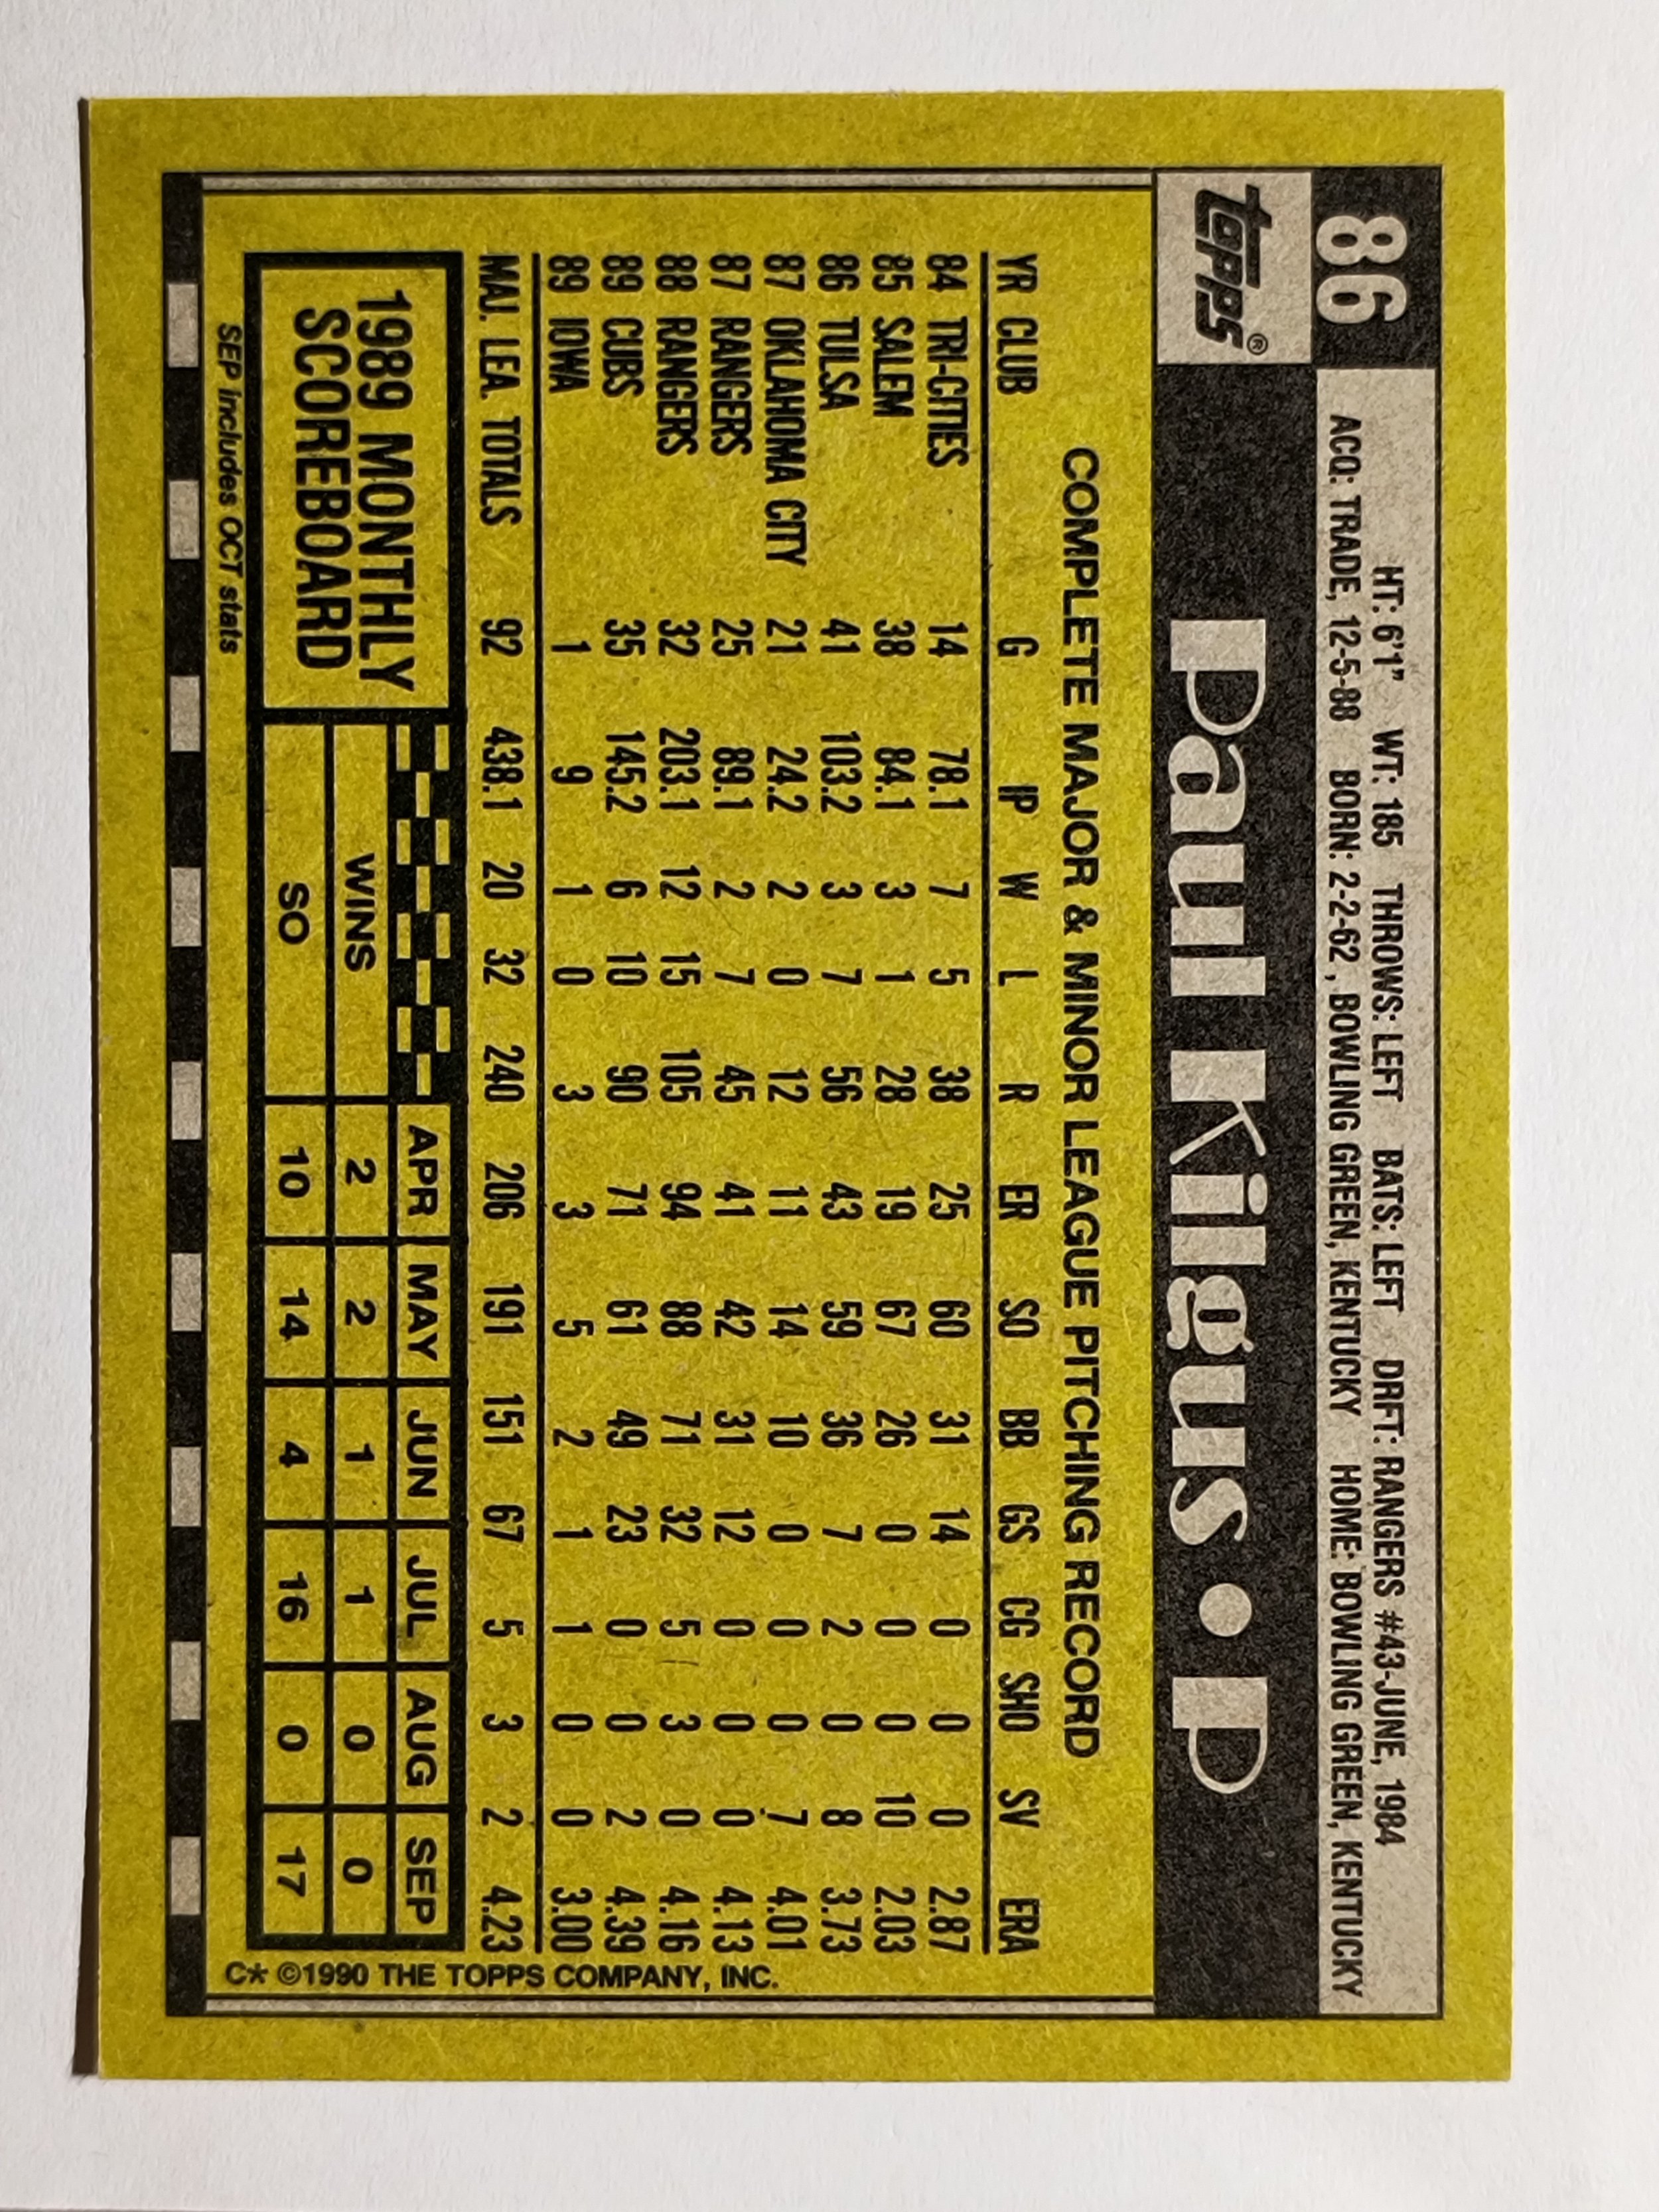 86
HT: 6'1" WT: 185 THROWS: LEFT BATS: LEFT DRFT: RANGERS #43-JUNE, 1984
ACQ: TRADE, 12-5-88 BORN: 2-2-62, BOWLING GREEN, KENTUCKY HOME: BOWLING GREEN, KENTUCKY
topps®
Paul Kilgus • P
COMPLETE MAJOR & MINOR LEAGUE PITCHING RECORD
YR CLUB G IP W L R ER SO BB GS CG SHO SV ERA
84 TRI-CITIES 14 78.1 7 5 38 25 60 31 14 0 0 0 2.87
85 SALEM 38 84.1 3 1 28 19 67 26 0 0 0 10 2.03
86 TULSA 41 103.2 3 7 56 43 59 36 7 2 0 8 3.73
87 OKLAHOMA CITY 21 24.2 2 0 12 11 14 10 0 0 0 7 4.01
87 RANGERS 25 89.1 2 7 45 41 42 31 12 0 0 0 4.13
88 RANGERS 32 203.1 12 15 105 94 88 71 32 5 3 0 4.16
89 CUBS 35 145.2 6 10 90 71 61 49 23 0 0 2 4.39
89 IOWA 1 9 1 0 3 3 5 2 1 1 0 0 3.00
MAJ. LEA. TOTALS 92 438.1 20 32 240 206 191 151 67 5 3 2 4.23
1989 MONTHLY
SCOREBOARD
APR MAY JUN JUL AUG SEP
WINS 2 2 1 1 0 0
SO 10 14 4 16 0 17
SEP includes OCT stats
C* ©1990 THE TOPPS COMPANY, INC.